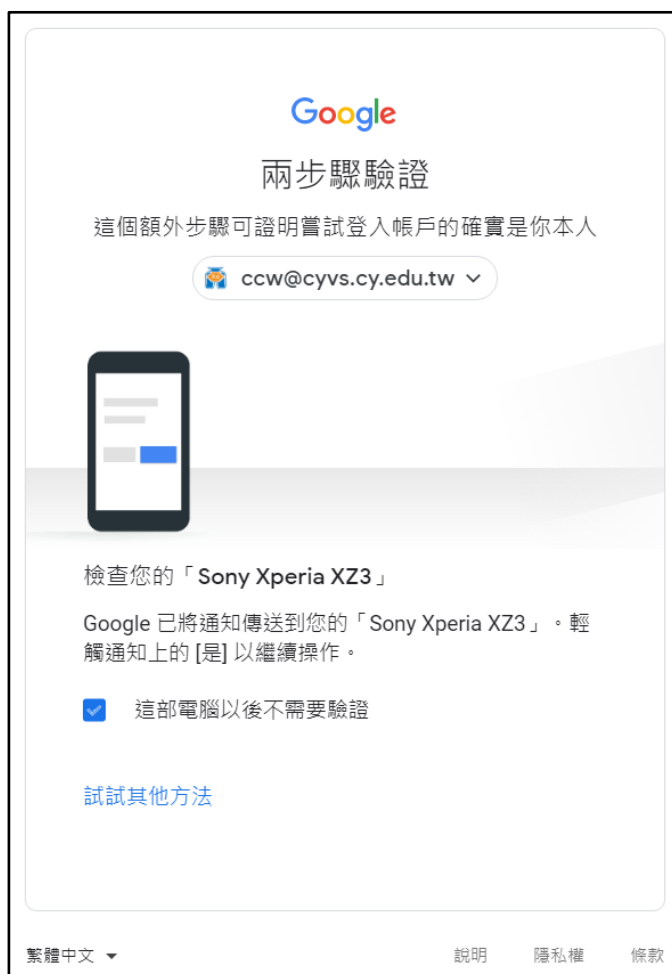 Google
兩步驟驗證
這個額外步驟可證明嘗試登入帳戶的確實是你本人
ccw@cyvs.cy.edu.tw
檢查您的「Sony Xperia XZ3」
Google 已將通知傳送到您的「Sony Xperia XZ3」。輕
觸通知上的 [是] 以繼續操作。
這部電腦以後不需要驗證
試試其他方法
繁體中文 說明 隱私權 條款